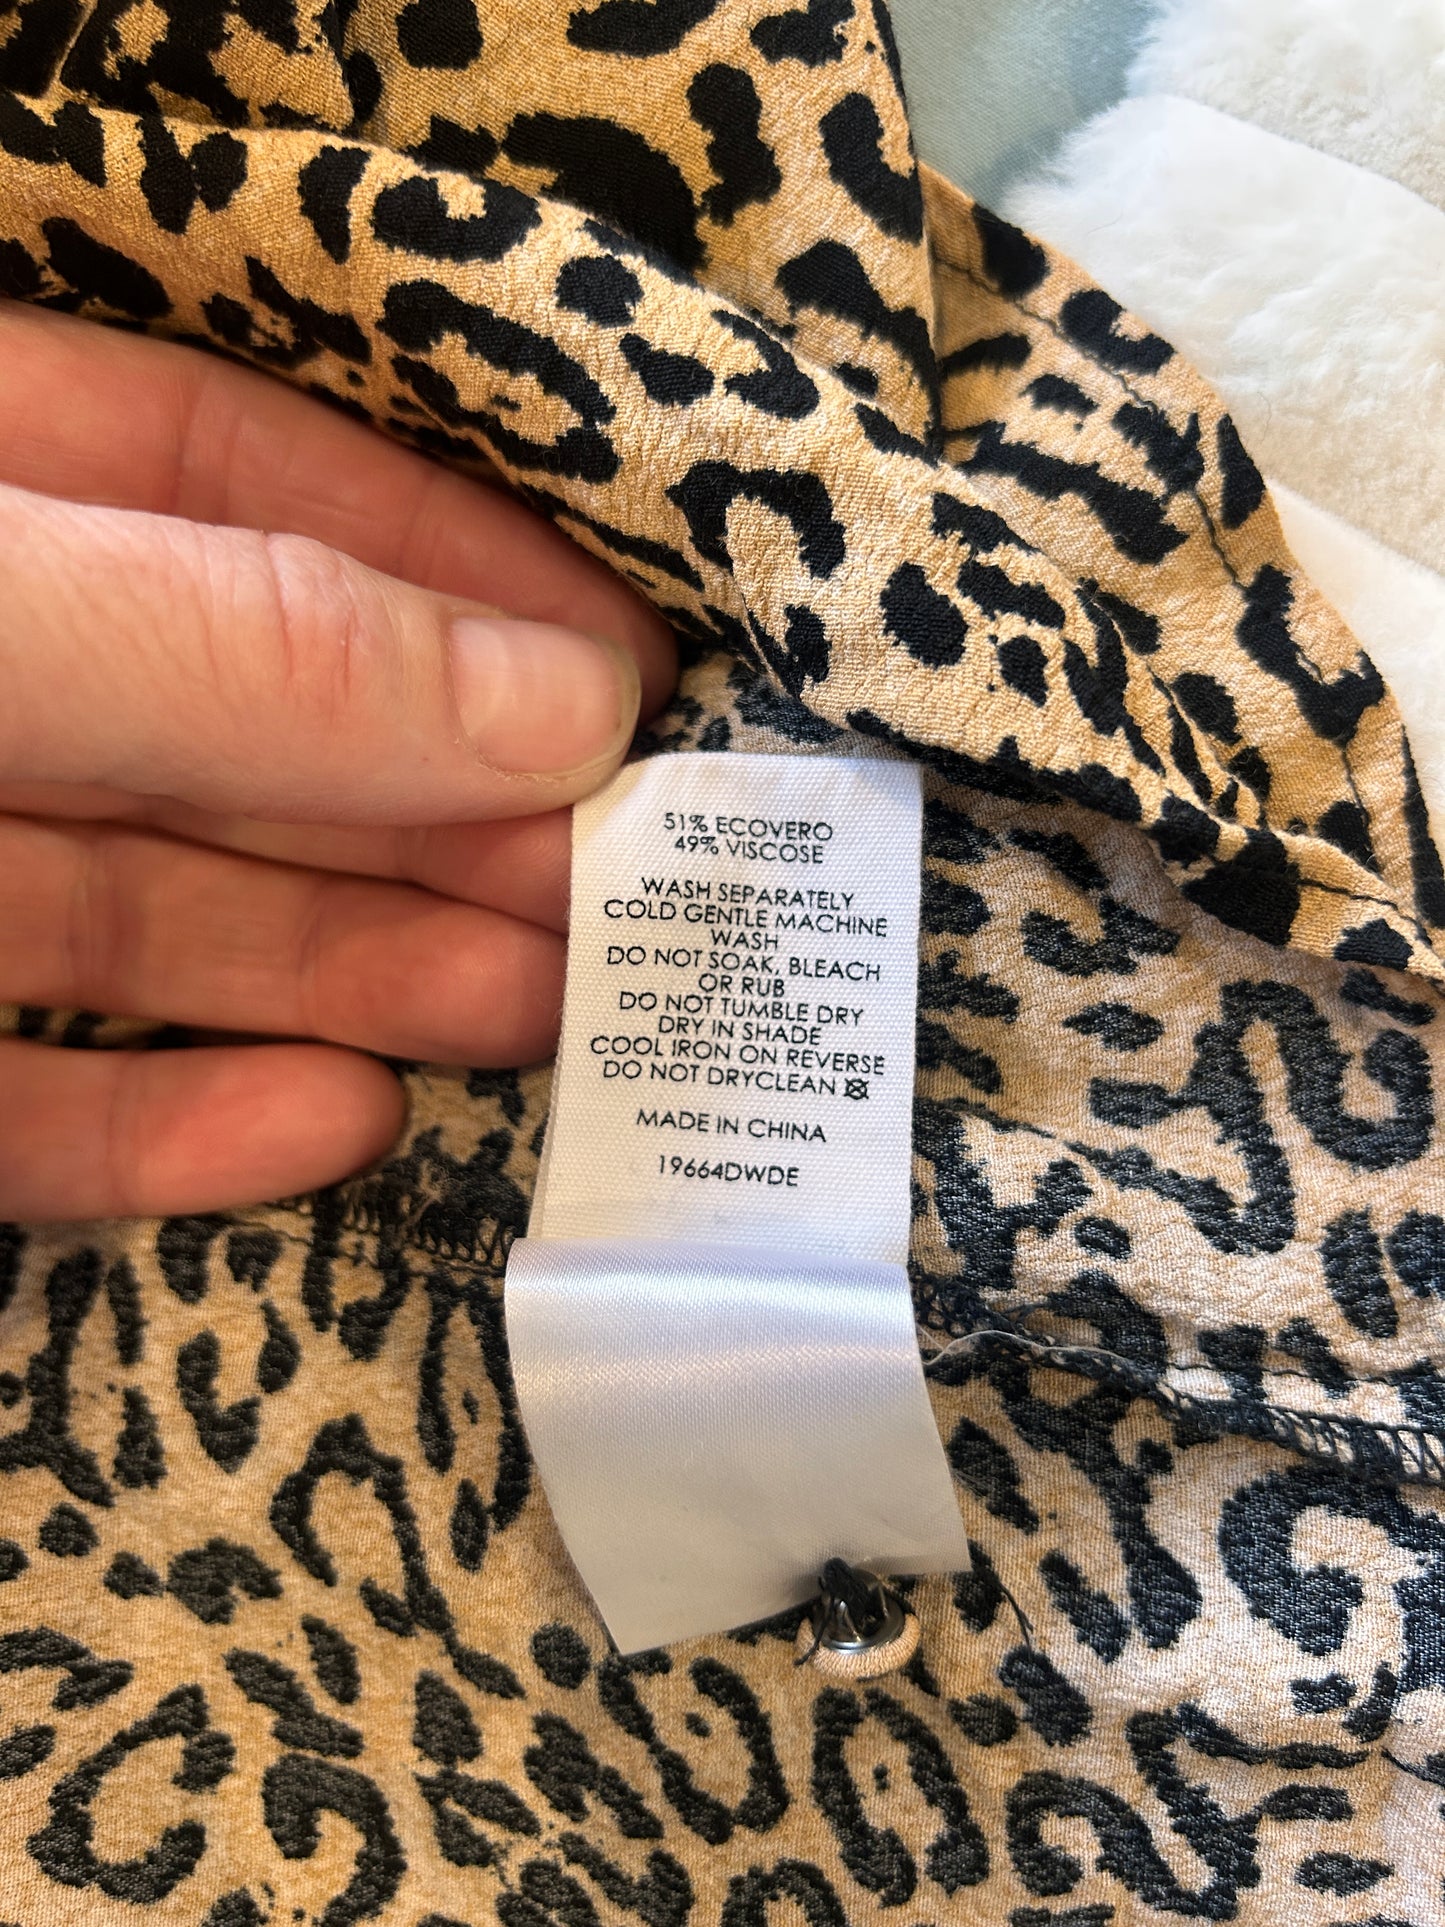 51% ECOVERO
49% VISCOSE
WASH SEPARATELY
COLD GENTLE MACHINE
WASH
DO NOT SOAK, BLEACH
OR RUB
DO NOT TUMBLE DRY
DRY IN SHADE
COOL IRON ON REVERSE
DO NOT DRYCLEAN
MADE IN CHINA
19664DWDE